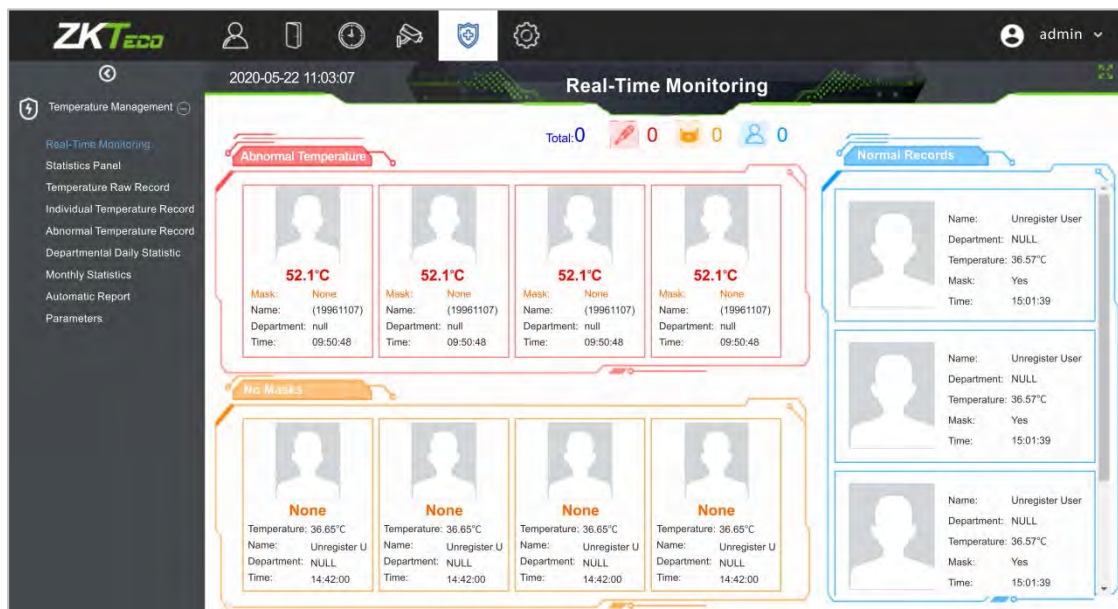 ZKTeco
admin
2020-05-22 11:03:07
Real-Time Monitoring
Temperature Management
Real-Time Monitoring
Statistics Panel
Temperature Raw Record
Individual Temperature Record
Abnormal Temperature Record
Departmental Daily Statistic
Monthly Statistics
Automatic Report
Parameters
Total:0 0 0 0
Abnormal Temperature
52.1°C 52.1°C 52.1°C 52.1°C
Mask: None Mask: None Mask: None Mask: None
Name: (19961107) Name: (19961107) Name: (19961107) Name: (19961107)
Department: null Department: null Department: null Department: null
Time: 09:50:48 Time: 09:50:48 Time: 09:50:48 Time: 09:50:48
No Masks
None None None None
Temperature: 36.65°C Temperature: 36.65°C Temperature: 36.65°C Temperature: 36.65°C
Name: Unregister U Name: Unregister U Name: Unregister U Name: Unregister U
Department: NULL Department: NULL Department: NULL Department: NULL
Time: 14:42:00 Time: 14:42:00 Time: 14:42:00 Time: 14:42:00
Normal Records
Name: Unregister User
Department: NULL
Temperature: 36.57°C
Mask: Yes
Time: 15:01:39
Name: Unregister User
Department: NULL
Temperature: 36.57°C
Mask: Yes
Time: 15:01:39
Name: Unregister User
Department: NULL
Temperature: 36.57°C
Mask: Yes
Time: 15:01:39